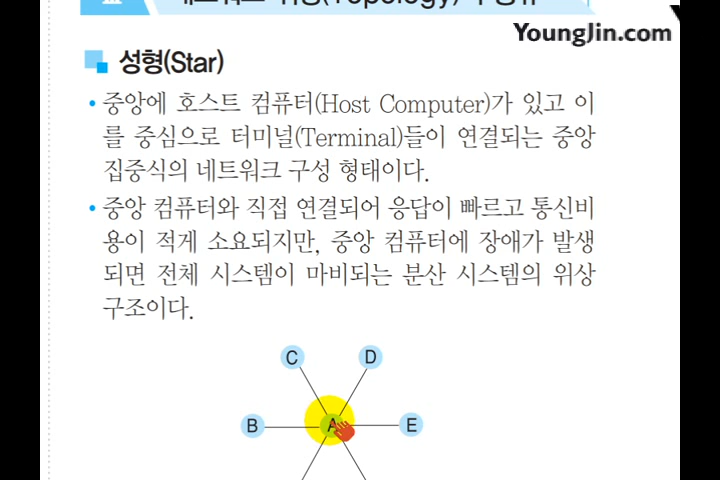 (Topology)
YoungJin.com
성형(Star)
• 중앙에 호스트 컴퓨터(Host Computer)가 있고 이
를 중심으로 터미널(Terminal)들이 연결되는 중앙
집중식의 네트워크 구성 형태이다.
• 중앙 컴퓨터와 직접 연결되어 응답이 빠르고 통신비
용이 적게 소요되지만, 중앙 컴퓨터에 장애가 발생
되면 전체 시스템이 마비되는 분산 시스템의 위상
구조이다.
C D
B A E